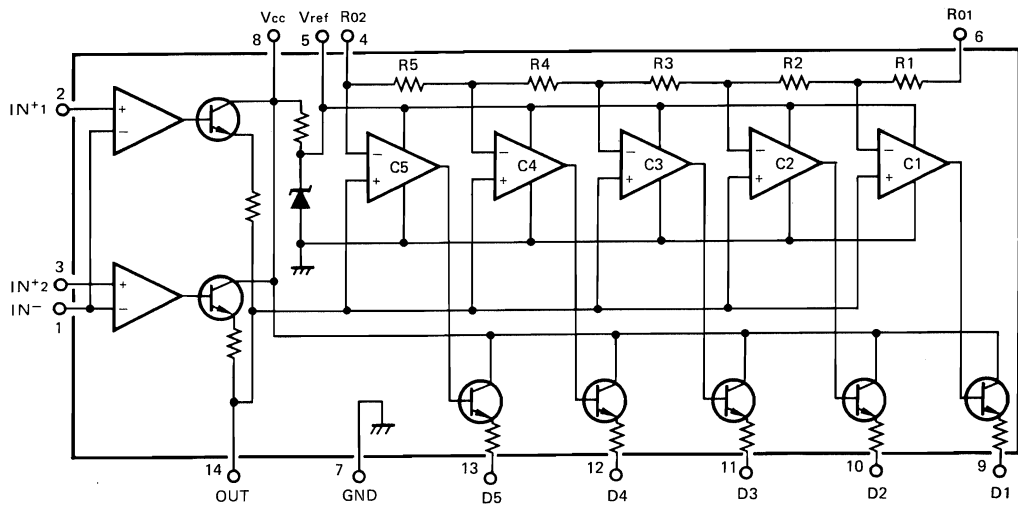 Vcc Vref R02 R01
8 5 4 6
R5 R4 R3 R2 R1
2
IN+1 + −
− − − − −
C5 C4 C3 C2 C1
+ + + + +
3
IN+2 +
IN− −
1
14 7 13 12 11 10 9
OUT GND D5 D4 D3 D2 D1